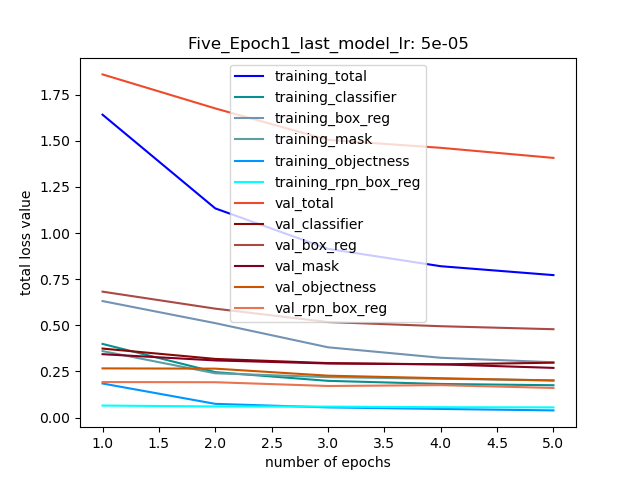 Five_Epoch1_last_model_lr: 5e-05
training_total
training_classifier
training_box_reg
training_mask
training_objectness
training_rpn_box_reg
val_total
val_classifier
val_box_reg
val_mask
val_objectness
val_rpn_box_reg
total loss value
1.75
1.50
1.25
1.00
0.75
0.50
0.25
0.00
1.0 1.5 2.0 2.5 3.0 3.5 4.0 4.5 5.0
number of epochs